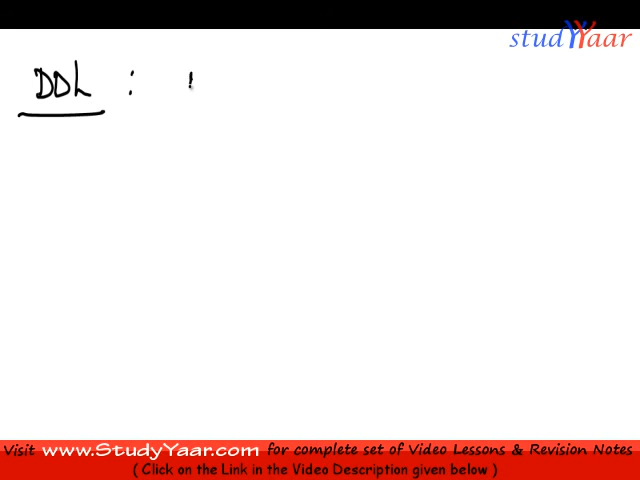 studYYaar
DDL :
Visit www.StudyYaar.com for complete set of Video Lessons & Revision Notes
( Click on the Link in the Video Description given below )